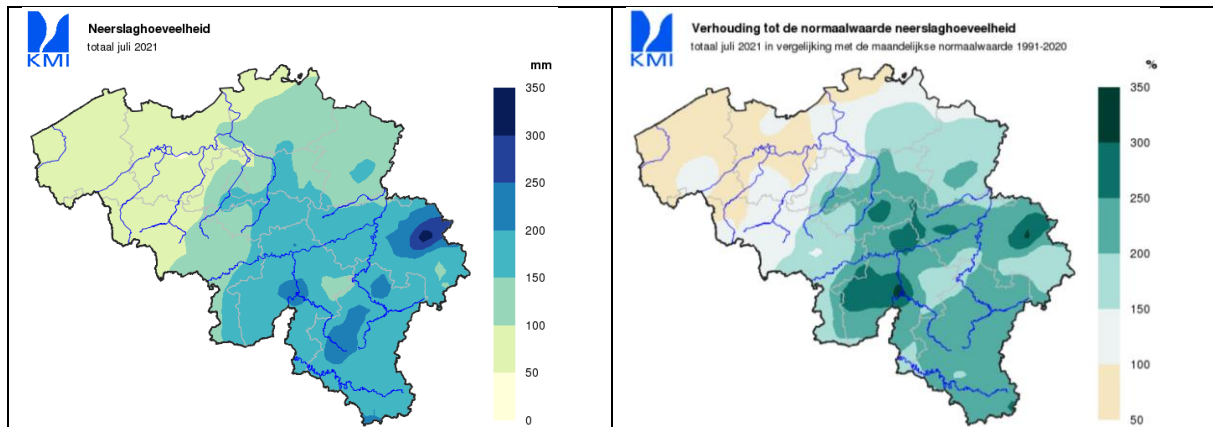 Neerslaghoeveelheid
totaal juli 2021
KMI
mm
350
300
250
200
150
100
50
0
Verhouding tot de normaalwaarde neerslaghoeveelheid
totaal juli 2021 in vergelijking met de maandelijkse normaalwaarde 1991-2020
KMI
%
350
300
250
200
150
100
50